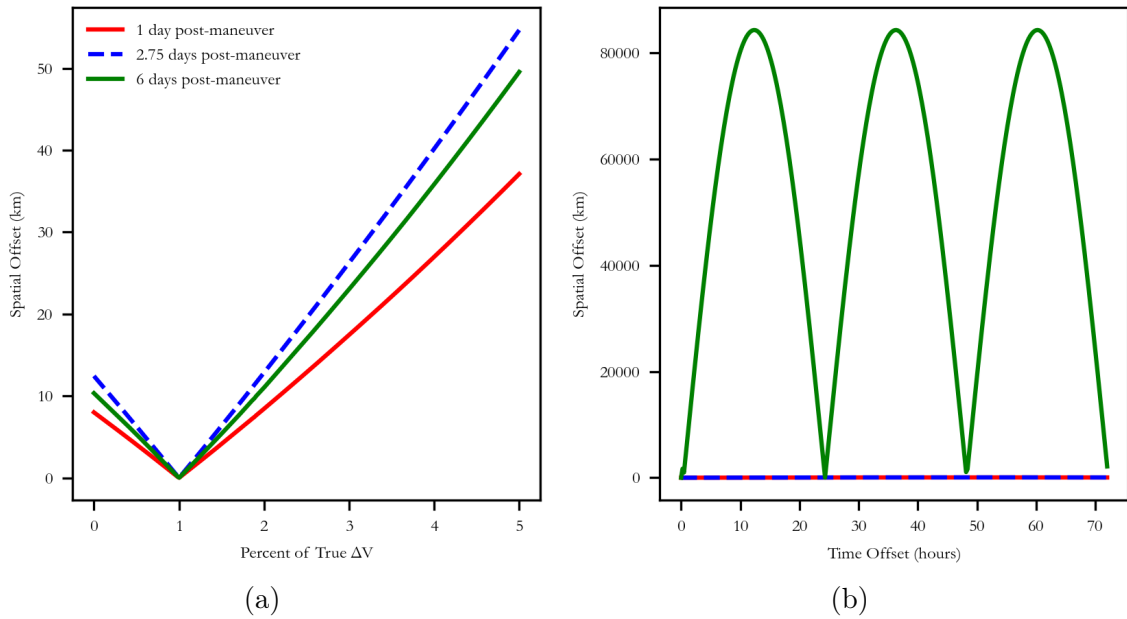 1 day post-maneuver
2.75 days post-maneuver
6 days post-maneuver
50
40
30
20
10
0
Spatial Offset (km)
0 1 2 3 4 5
Percent of True ΔV
(a)
80000
60000
40000
20000
0
Spatial Offset (km)
0 10 20 30 40 50 60 70
Time Offset (hours)
(b)